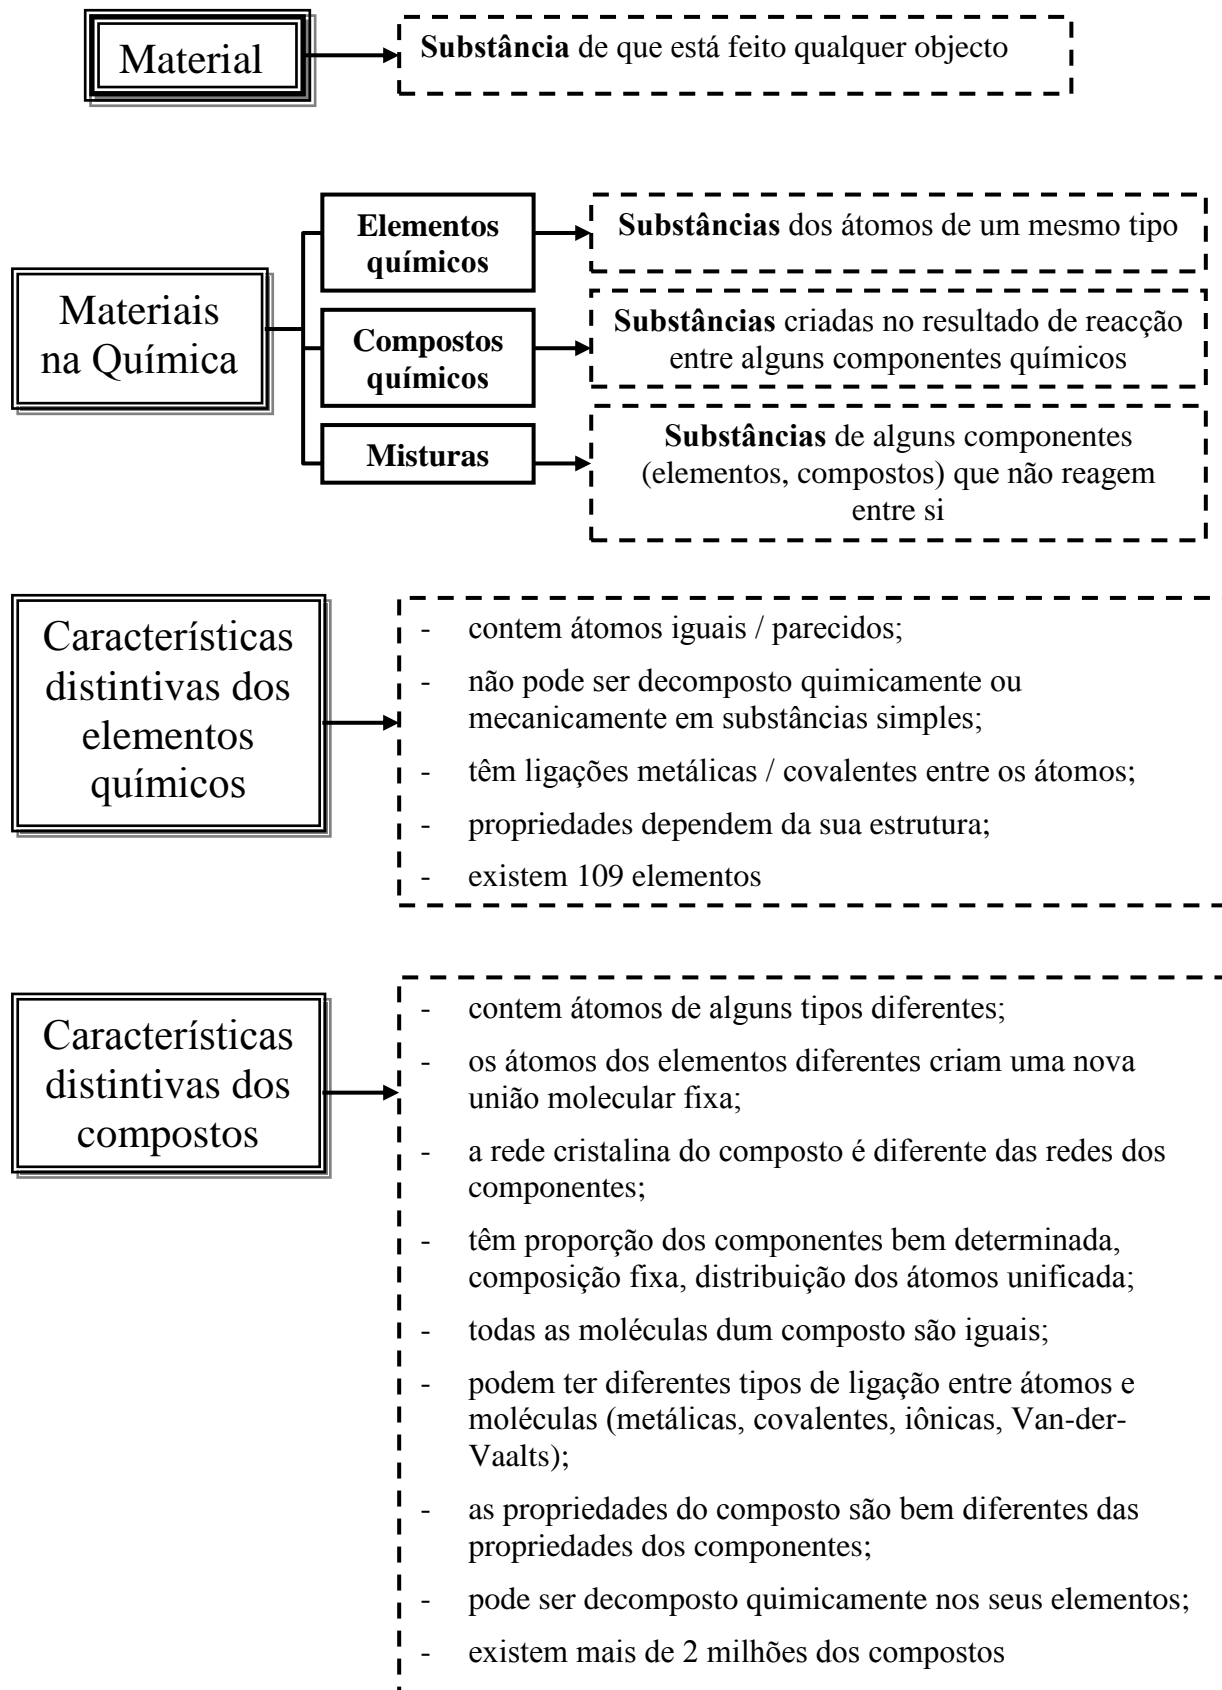 Material
Substância de que está feito qualquer objecto
Materiais
na Química
Elementos
químicos
Substâncias dos átomos de um mesmo tipo
Compostos
químicos
Substâncias criadas no resultado de reacção
entre alguns componentes químicos
Misturas
Substâncias de alguns componentes
(elementos, compostos) que não reagem
entre si
Características
distintivas dos
elementos
químicos
- contem átomos iguais / parecidos;
- não pode ser decomposto quimicamente ou
mecanicamente em substâncias simples;
- têm ligações metálicas / covalentes entre os átomos;
- propriedades dependem da sua estrutura;
- existem 109 elementos
Características
distintivas dos
compostos
- contem átomos de alguns tipos diferentes;
- os átomos dos elementos diferentes criam uma nova
união molecular fixa;
- a rede cristalina do composto é diferente das redes dos
componentes;
- têm proporção dos componentes bem determinada,
composição fixa, distribuição dos átomos unificada;
- todas as moléculas dum composto são iguais;
- podem ter diferentes tipos de ligação entre átomos e
moléculas (metálicas, covalentes, iônicas, Van-der-
Vaalts);
- as propriedades do composto são bem diferentes das
propriedades dos componentes;
- pode ser decomposto quimicamente nos seus elementos;
- existem mais de 2 milhões dos compostos